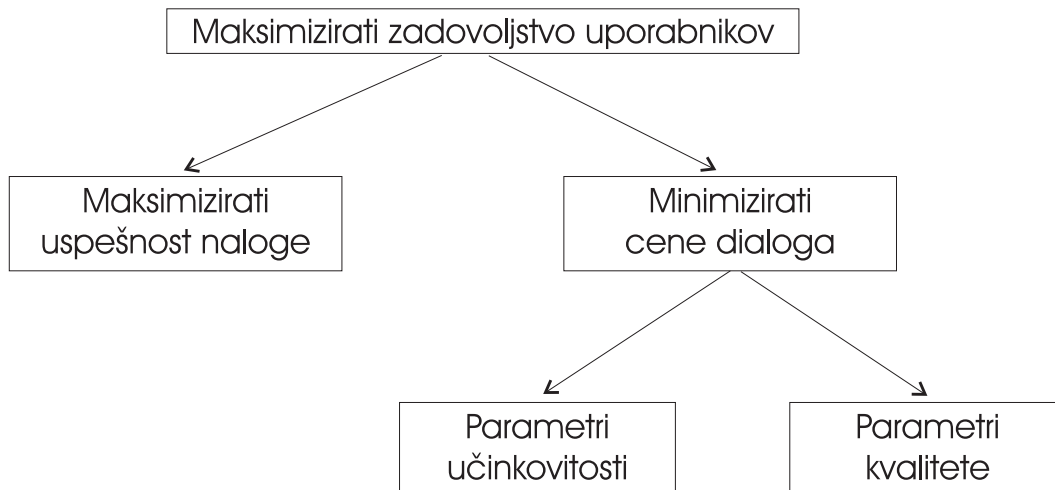 Maksimizirati zadovoljstvo uporabnikov
Maksimizirati
uspešnost naloge
Minimizirati
cene dialoga
Parametri
učinkovitosti
Parametri
kvalitete